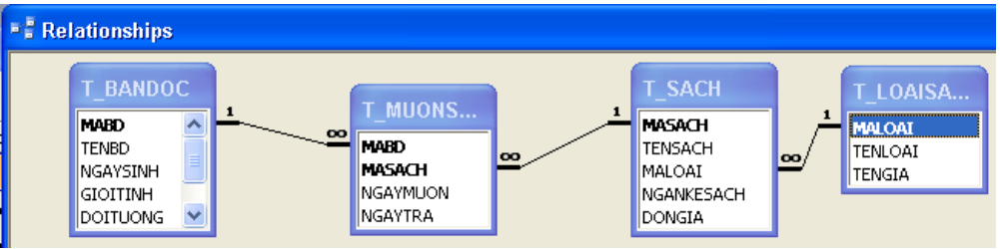 Relationships
T_BANDOC
MABD
TENBD
NGAYSINH
GIOITINH
DOITUONG
1
∞
T_MUONS...
MABD
MASACH
NGAYMUON
NGAYTRA
∞
1
T_SACH
MASACH
TENSACH
MALOAI
NGANKESACH
DONGIA
∞
1
T_LOAISA...
MALOAI
TENLOAI
TENGIA